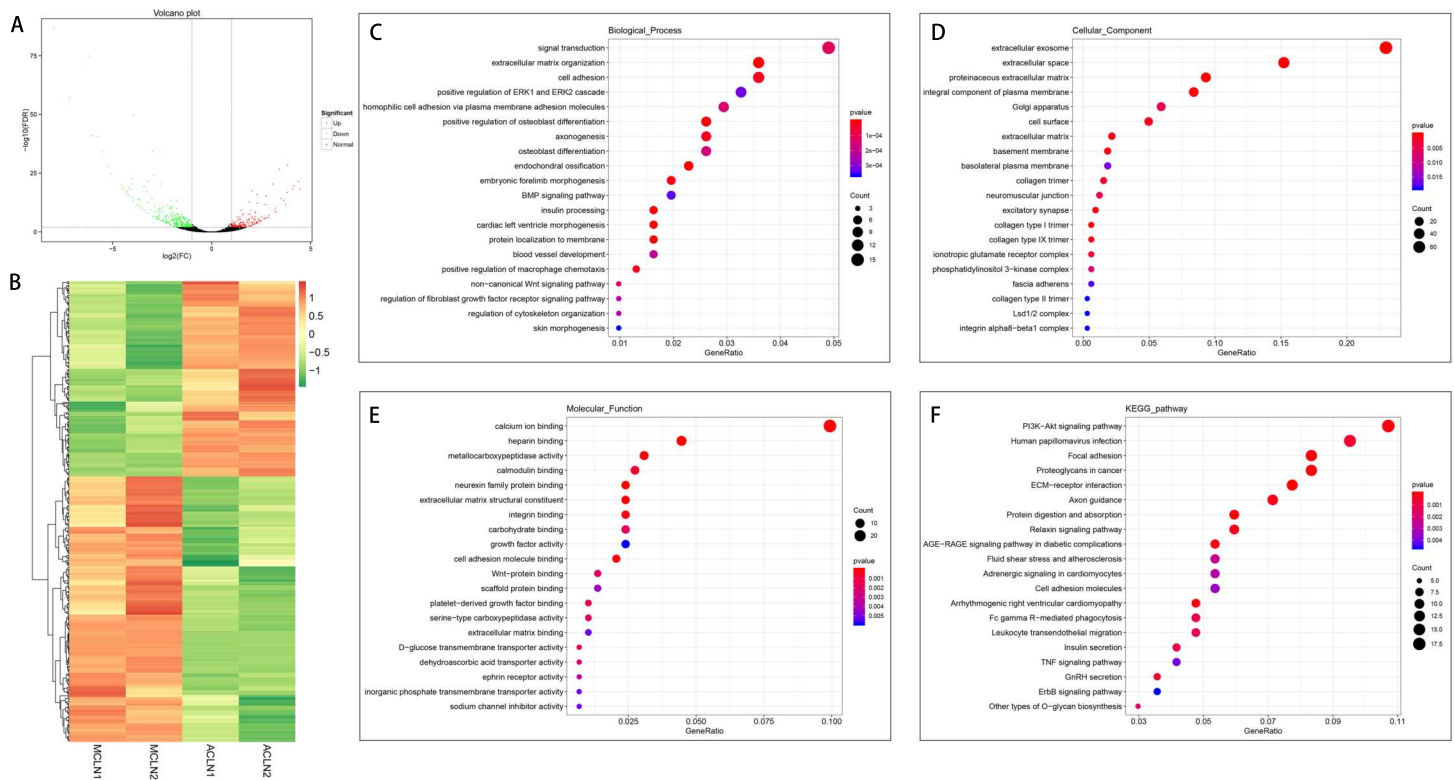 A
Volcano plot
75
50
25
0
−log10(FDR)
−5
0
5
log2(FC)
Significant
Up
Down
Normal
B
1
0.5
−0.5
−1
MCLN1
MCLN2
ACLN1
ACLN2
C
Biological_Process
signal transduction
extracellular matrix organization
cell adhesion
positive regulation of ERK1 and ERK2 cascade
homophilic cell adhesion via plasma membrane adhesion molecules
positive regulation of osteoblast differentiation
axonogenesis
osteoblast differentiation
endochondral ossification
embryonic forelimb morphogenesis
BMP signaling pathway
insulin processing
cardiac left ventricle morphogenesis
protein localization to membrane
blood vessel development
positive regulation of macrophage chemotaxis
non−canonical Wnt signaling pathway
regulation of fibroblast growth factor receptor signaling pathway
regulation of cytoskeleton organization
skin morphogenesis
0.01
0.02
0.03
0.04
0.05
GeneRatio
pvalue
1e−04
2e−04
3e−04
Count
3
6
9
12
15
D
Cellular_Component
extracellular exosome
extracellular space
proteinaceous extracellular matrix
integral component of plasma membrane
Golgi apparatus
cell surface
extracellular matrix
basement membrane
basolateral plasma membrane
collagen trimer
neuromuscular junction
excitatory synapse
collagen type I trimer
collagen type IX trimer
ionotropic glutamate receptor complex
phosphatidylinositol 3−kinase complex
fascia adherens
collagen type II trimer
Lsd1/2 complex
integrin alpha8−beta1 complex
0.00
0.05
0.10
0.15
0.20
GeneRatio
pvalue
0.005
0.010
0.015
Count
20
40
60
E
Molecular_Function
calcium ion binding
heparin binding
metallocarboxypeptidase activity
calmodulin binding
neurexin family protein binding
extracellular matrix structural constituent
integrin binding
carbohydrate binding
growth factor activity
cell adhesion molecule binding
Wnt−protein binding
scaffold protein binding
platelet−derived growth factor binding
serine−type carboxypeptidase activity
extracellular matrix binding
D−glucose transmembrane transporter activity
dehydroascorbic acid transporter activity
ephrin receptor activity
inorganic phosphate transmembrane transporter activity
sodium channel inhibitor activity
0.025
0.050
0.075
0.100
GeneRatio
Count
10
20
pvalue
0.001
0.002
0.003
0.004
0.005
F
KEGG_pathway
PI3K−Akt signaling pathway
Human papillomavirus infection
Focal adhesion
Proteoglycans in cancer
ECM−receptor interaction
Axon guidance
Protein digestion and absorption
Relaxin signaling pathway
AGE−RAGE signaling pathway in diabetic complications
Fluid shear stress and atherosclerosis
Adrenergic signaling in cardiomyocytes
Cell adhesion molecules
Arrhythmogenic right ventricular cardiomyopathy
Fc gamma R−mediated phagocytosis
Leukocyte transendothelial migration
Insulin secretion
TNF signaling pathway
GnRH secretion
ErbB signaling pathway
Other types of O−glycan biosynthesis
0.03
0.05
0.07
0.09
0.11
GeneRatio
pvalue
0.001
0.002
0.003
0.004
Count
5.0
7.5
10.0
12.5
15.0
17.5